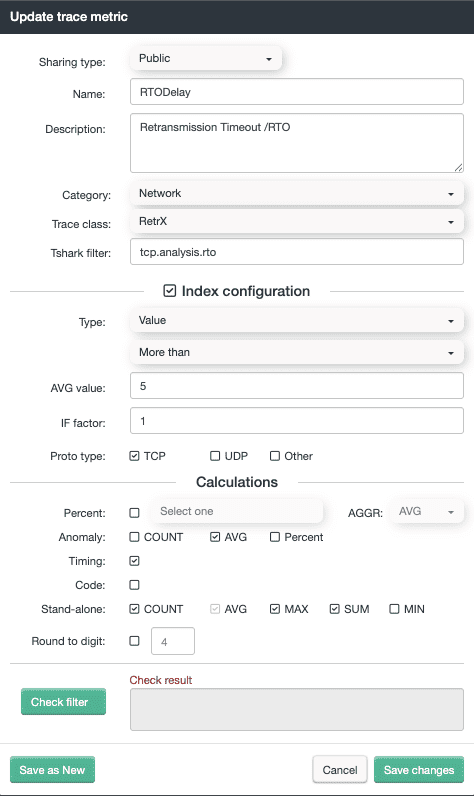 Update trace metric
Sharing type: Public
Name: RTODelay
Description: Retransmission Timeout /RTO
Category: Network
Trace class: RetrX
Tshark filter: tcp.analysis.rto
Index configuration
Type: Value
More than
AVG value: 5
IF factor: 1
Proto type: TCP UDP Other
Calculations
Percent: Select one AGGR: AVG
Anomaly: COUNT AVG Percent
Timing:
Code:
Stand-alone: COUNT AVG MAX SUM MIN
Round to digit: 4
Check result
Check filter
Save as New Cancel Save changes